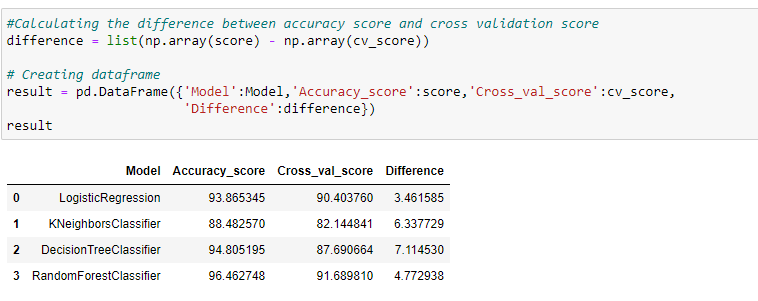 #Calculating the difference between accuracy score and cross validation score
difference = list(np.array(score) - np.array(cv_score))
# Creating dataframe
result = pd.DataFrame({'Model':Model,'Accuracy_score':score,'Cross_val_score':cv_score,
'Difference':difference})
result
Model Accuracy_score Cross_val_score Difference
0 LogisticRegression 93.865345 90.403760 3.461585
1 KNeighborsClassifier 88.482570 82.144841 6.337729
2 DecisionTreeClassifier 94.805195 87.690664 7.114530
3 RandomForestClassifier 96.462748 91.689810 4.772938